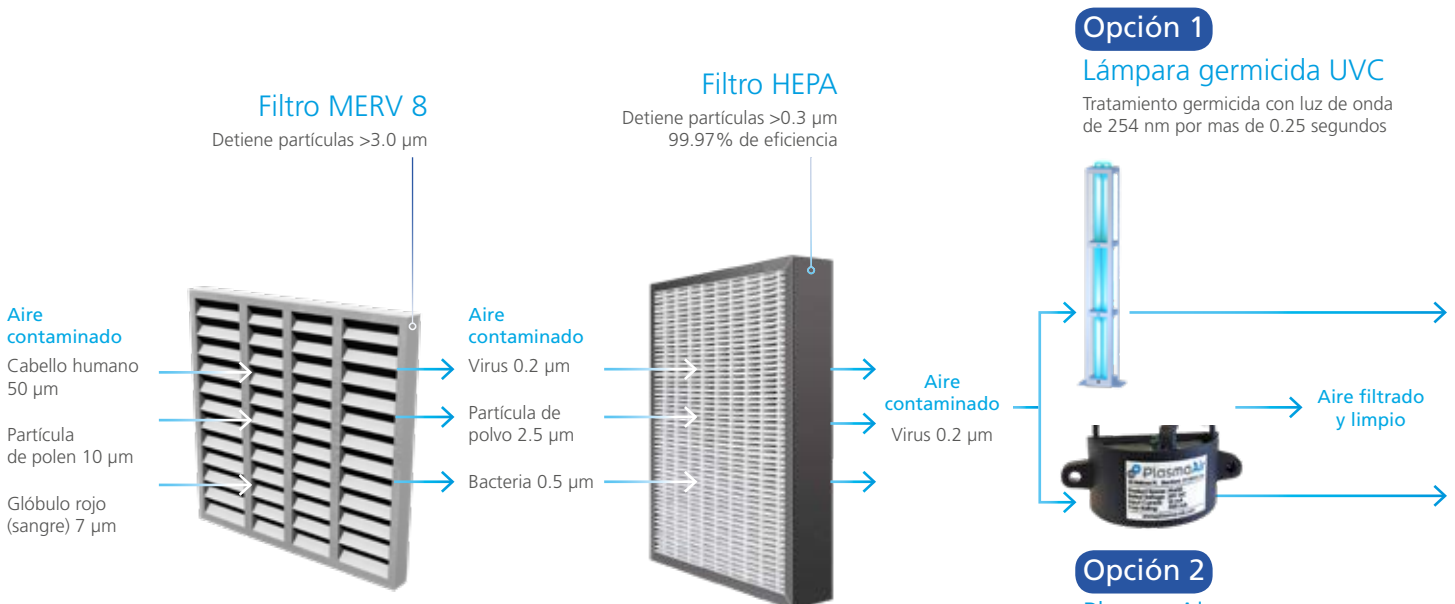 Opción 1
Lámpara germicida UVC
Tratamiento germicida con luz de onda
de 254 nm por mas de 0.25 segundos
Filtro HEPA
Detiene partículas >0.3 µm
99.97% de eficiencia
Filtro MERV 8
Detiene partículas >3.0 µm
Aire
contaminado
Cabello humano
50 µm
Partícula
de polen 10 µm
Glóbulo rojo
(sangre) 7 µm
Aire
contaminado
Virus 0.2 µm
Partícula de
polvo 2.5 µm
Bacteria 0.5 µm
Aire
contaminado
Virus 0.2 µm
Aire filtrado
y limpio
PlasmaAir
Opción 2